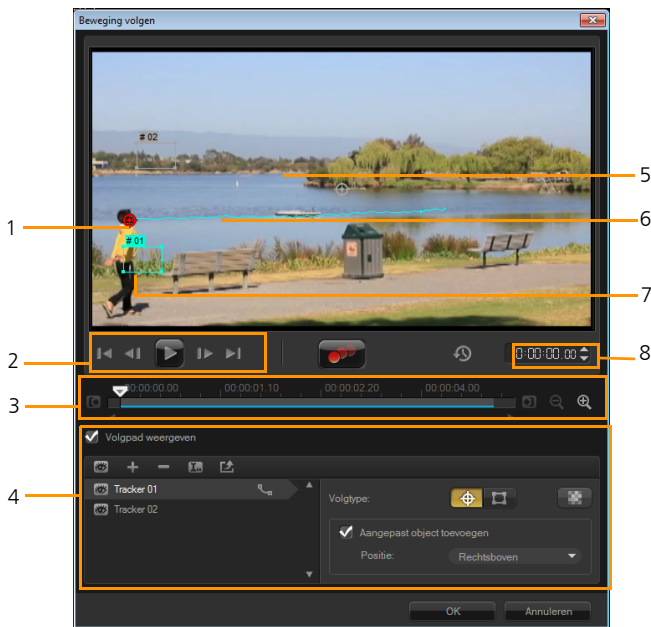 Beweging volgen
# 02
5
6
1
# 01
7
2
0:00:00.00
8
00:00:00.00 00:00:01.10 00:00:02.20 00:00:04.00
3
Volgpad weergeven
4
Tracker 01
Tracker 02
Volgtype:
Aangepast object toevoegen
Positie: Rechtsboven
OK Annuleren